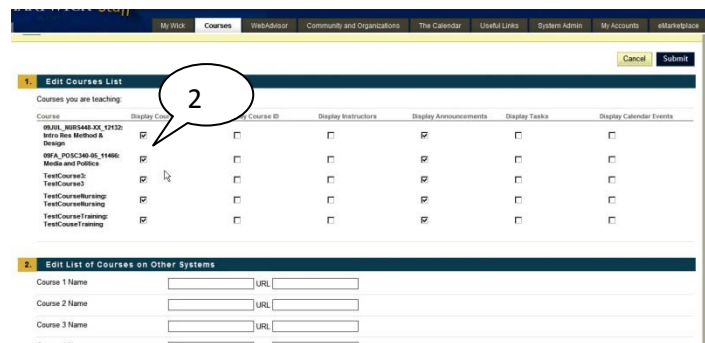 Staff
My Wick Courses WebAdvisor Community and Organizations The Calendar Useful Links System Admin My Accounts eMarketplace
Cancel Submit
1. Edit Courses List
Courses you are teaching:
2
Course Display Cou y Course ID Display Instructors Display Announcements Display Tasks Display Calendar Events
09JUL_NURS448-XX_12132:
Intro Res Method &
Design
09FA_POSC340-05_11466:
Media and Politics
TestCourse3:
TestCourse3
TestCourseNursing:
TestCourseNursing
TestCourseTraining:
TestCouseTraining
2. Edit List of Courses on Other Systems
Course 1 Name URL
Course 2 Name URL
Course 3 Name URL